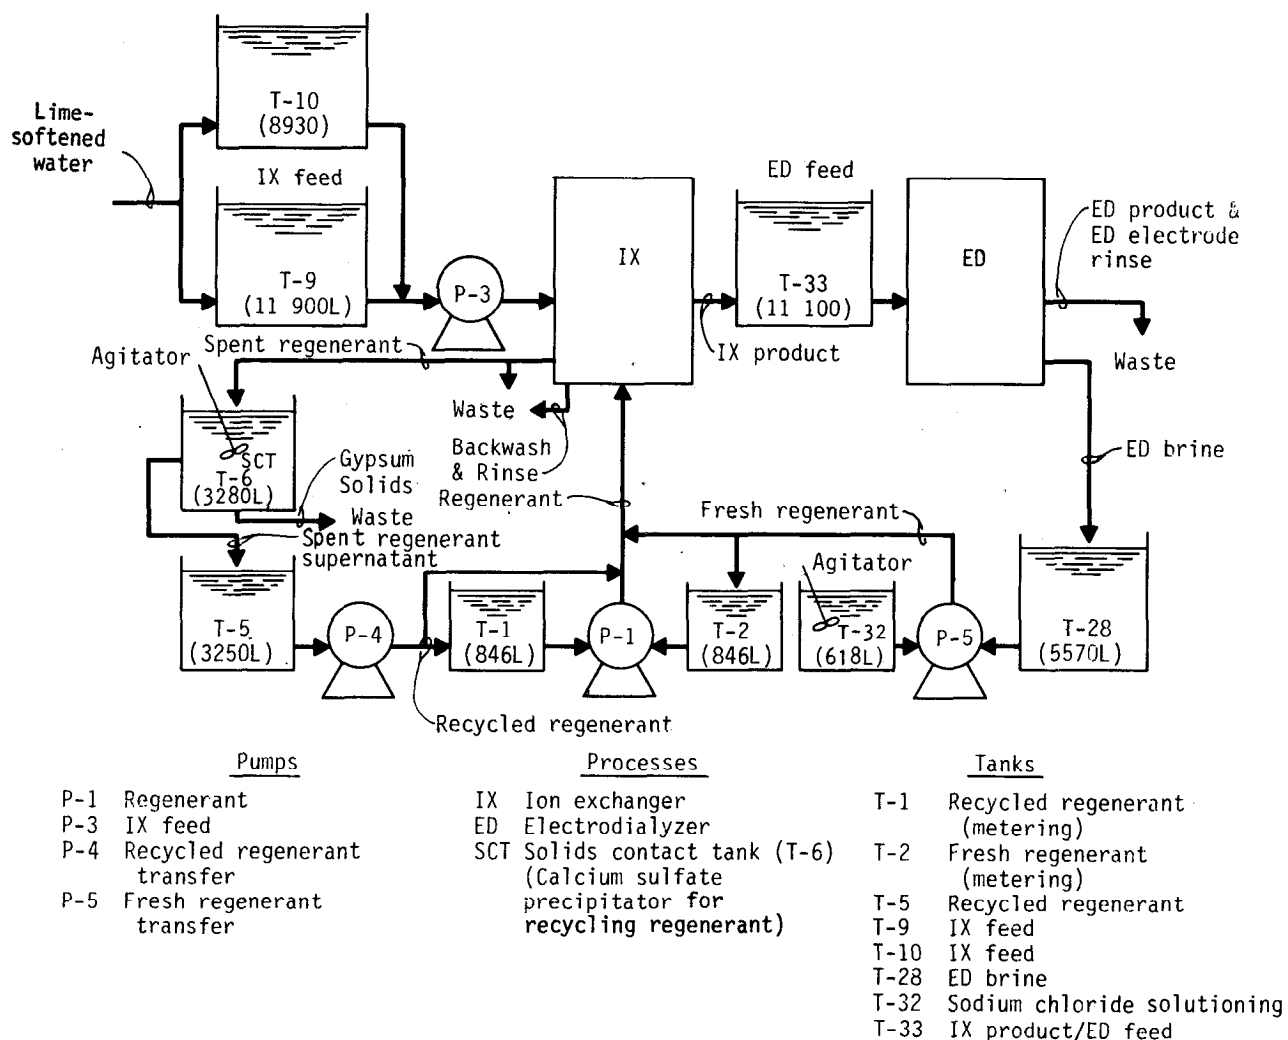 T-10
(8930)
Lime-
softened
water
IX feed
T-9
(11 900L)
P-3
IX
ED feed
T-33
(11 100)
ED
ED product &
ED electrode
rinse
Waste
IX product
Spent regenerant
Agitator
Waste
Backwash
& Rinse
Regenerant
SCT
T-6
(3280L)
Gypsum
Solids
Waste
Spent regenerant
supernatant
ED brine
Fresh regenerant
Agitator
T-5
(3250L)
P-4
T-1
(846L)
P-1
T-2
(846L)
T-32
(618L)
P-5
T-28
(5570L)
Recycled regenerant
Pumps
P-1 Regenerant
P-3 IX feed
P-4 Recycled regenerant
transfer
P-5 Fresh regenerant
transfer
Processes
IX Ion exchanger
ED Electrodialyzer
SCT Solids contact tank (T-6)
(Calcium sulfate
precipitator for
recycling regenerant)
Tanks
T-1 Recycled regenerant
(metering)
T-2 Fresh regenerant
(metering)
T-5 Recycled regenerant
T-9 IX feed
T-10 IX feed
T-28 ED brine
T-32 Sodium chloride solutioning
T-33 IX product/ED feed